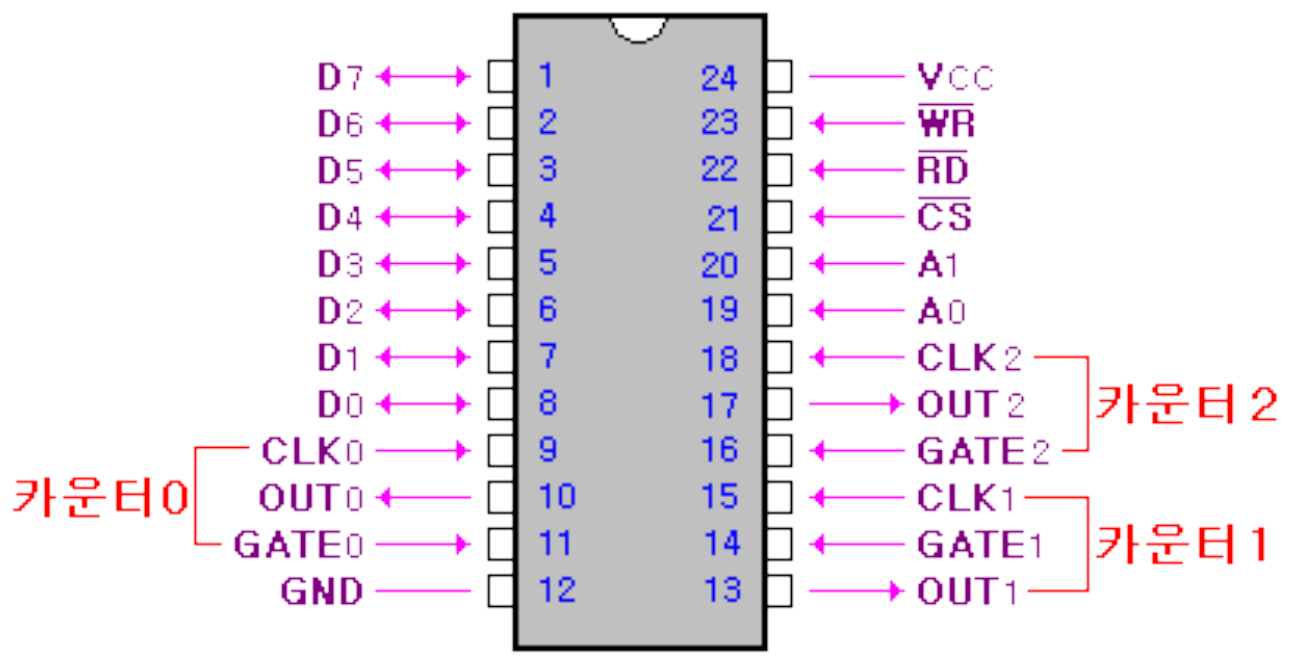 D7 1 24 VCC
D6 2 23 WR
D5 3 22 RD
D4 4 21 CS
D3 5 20 A1
D2 6 19 A0
D1 7 18 CLK2
D0 8 17 OUT2 카운터2
CLK0 9 16 GATE2
카운터0 OUT0 10 15 CLK1
GATE0 11 14 GATE1 카운터1
GND 12 13 OUT1